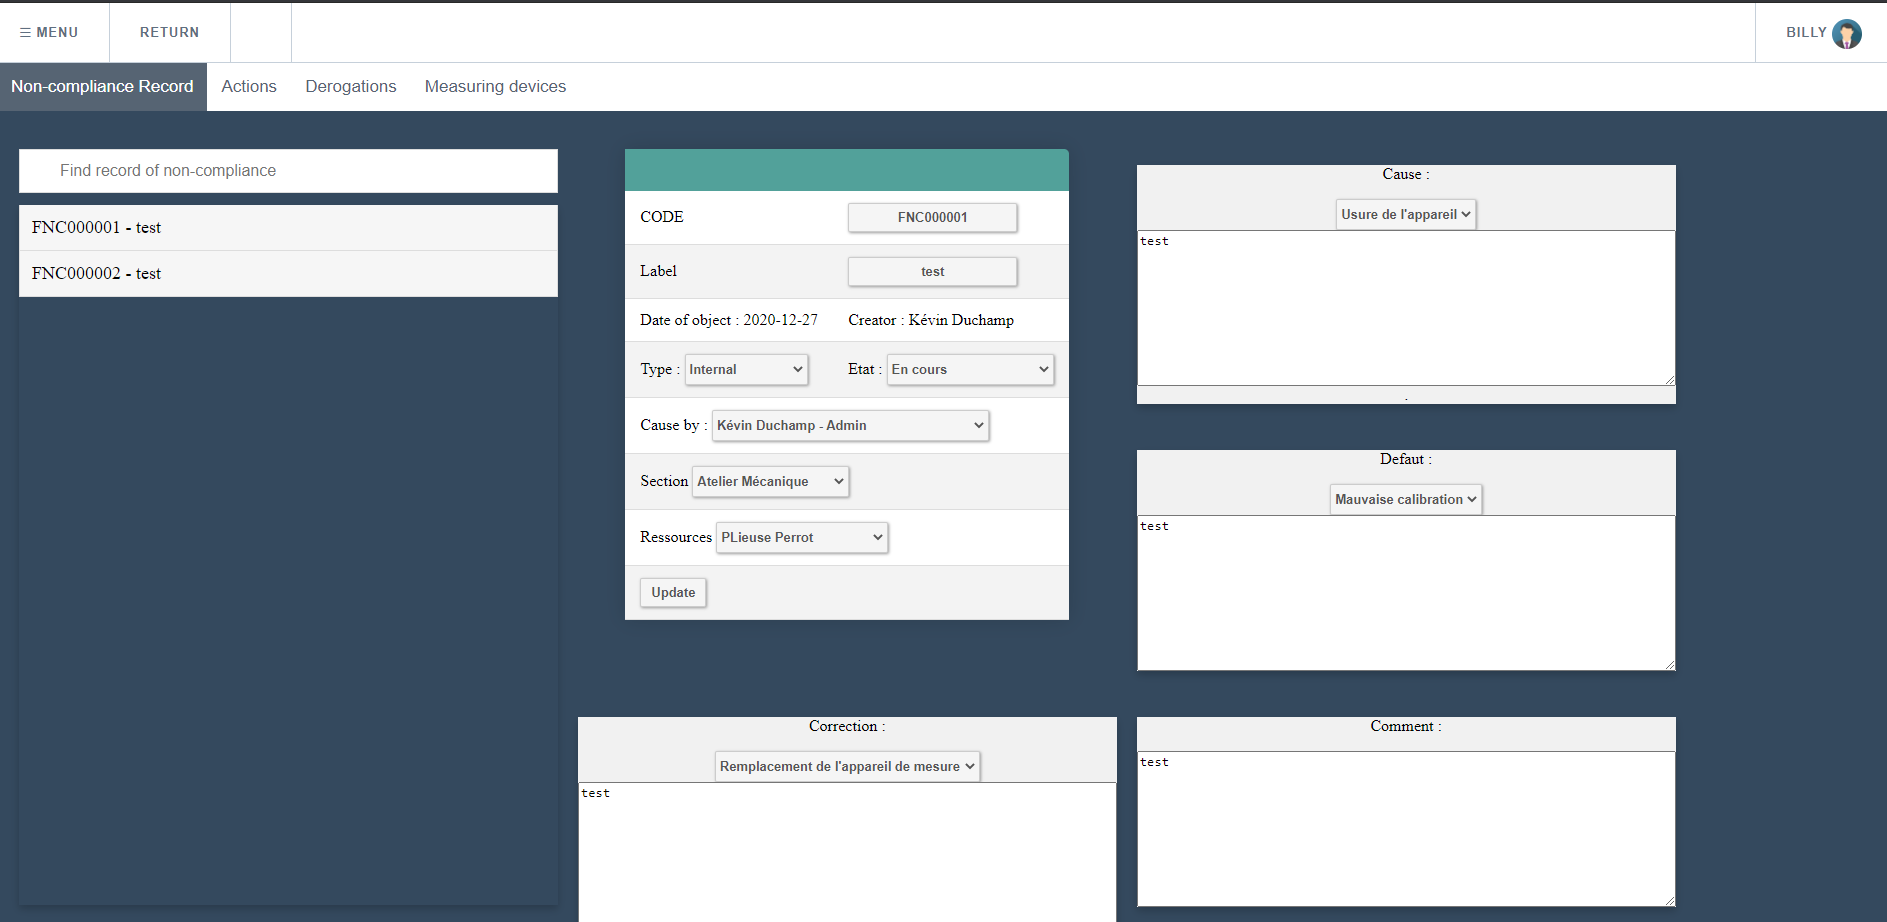 ☰ MENU
RETURN
BILLY
Non-compliance Record
Actions
Derogations
Measuring devices
Find record of non-compliance
FNC000001 - test
FNC000002 - test
CODE
FNC000001
Label
test
Date of object : 2020-12-27
Creator : Kévin Duchamp
Type : Internal
Etat : En cours
Cause by : Kévin Duchamp - Admin
Section Atelier Mécanique
Ressources PLieuse Perrot
Update
Cause :
Usure de l'appareil
test
.
Defaut :
Mauvaise calibration
test
Correction :
Remplacement de l'appareil de mesure
test
Comment :
test